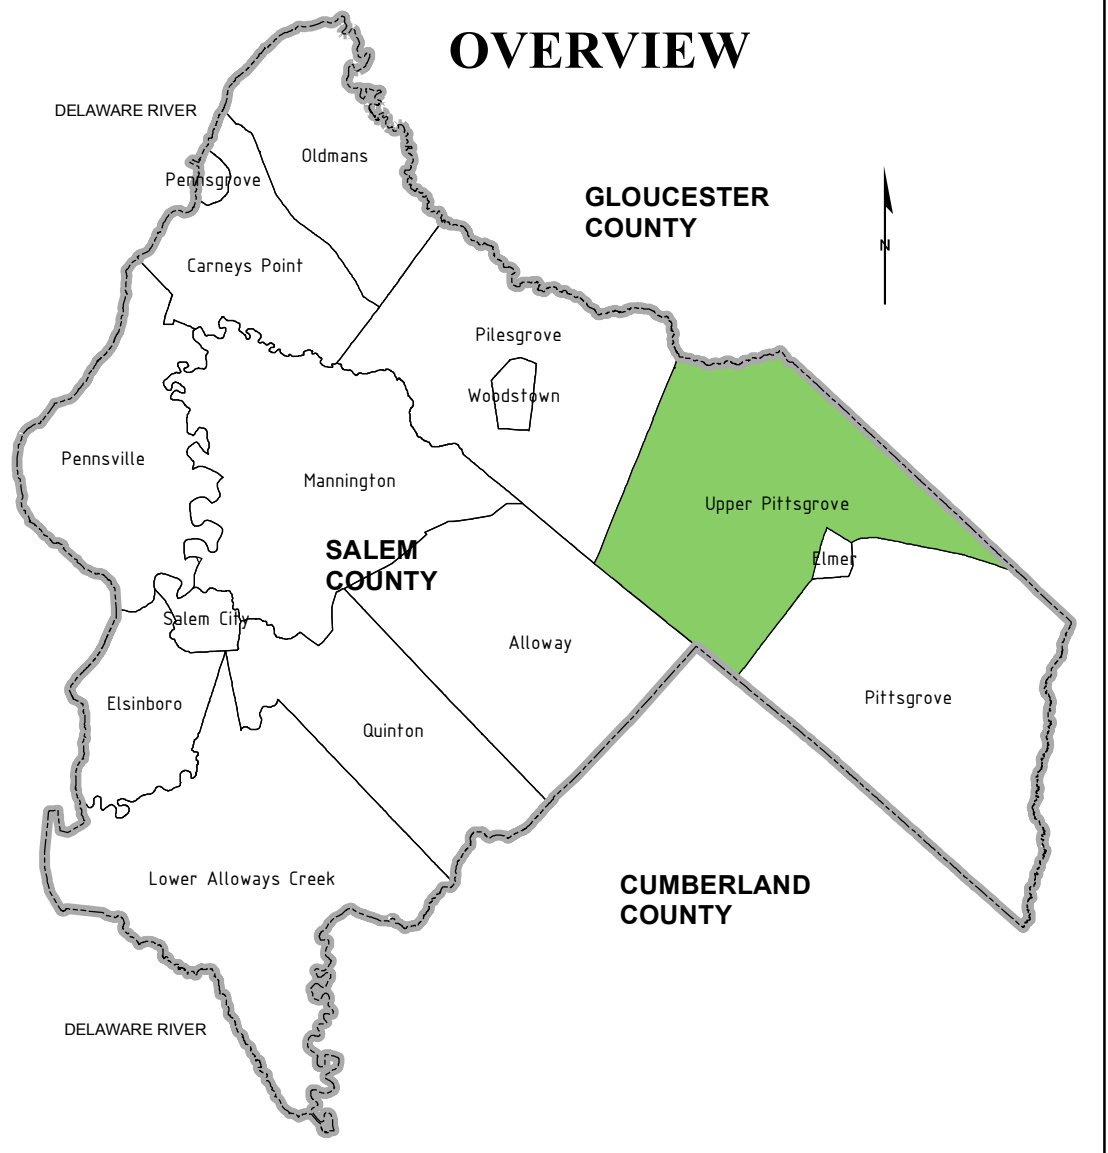 OVERVIEW
DELAWARE RIVER
Oldmans
Pennsgrove
GLOUCESTER
COUNTY
N
Carneys Point
Pilesgrove
Woodstown
Pennsville
Mannington
Upper Pittsgrove
SALEM
COUNTY
Elmer
Salem City
Alloway
Elsinboro
Pittsgrove
Quinton
Lower Alloways Creek
CUMBERLAND
COUNTY
DELAWARE RIVER